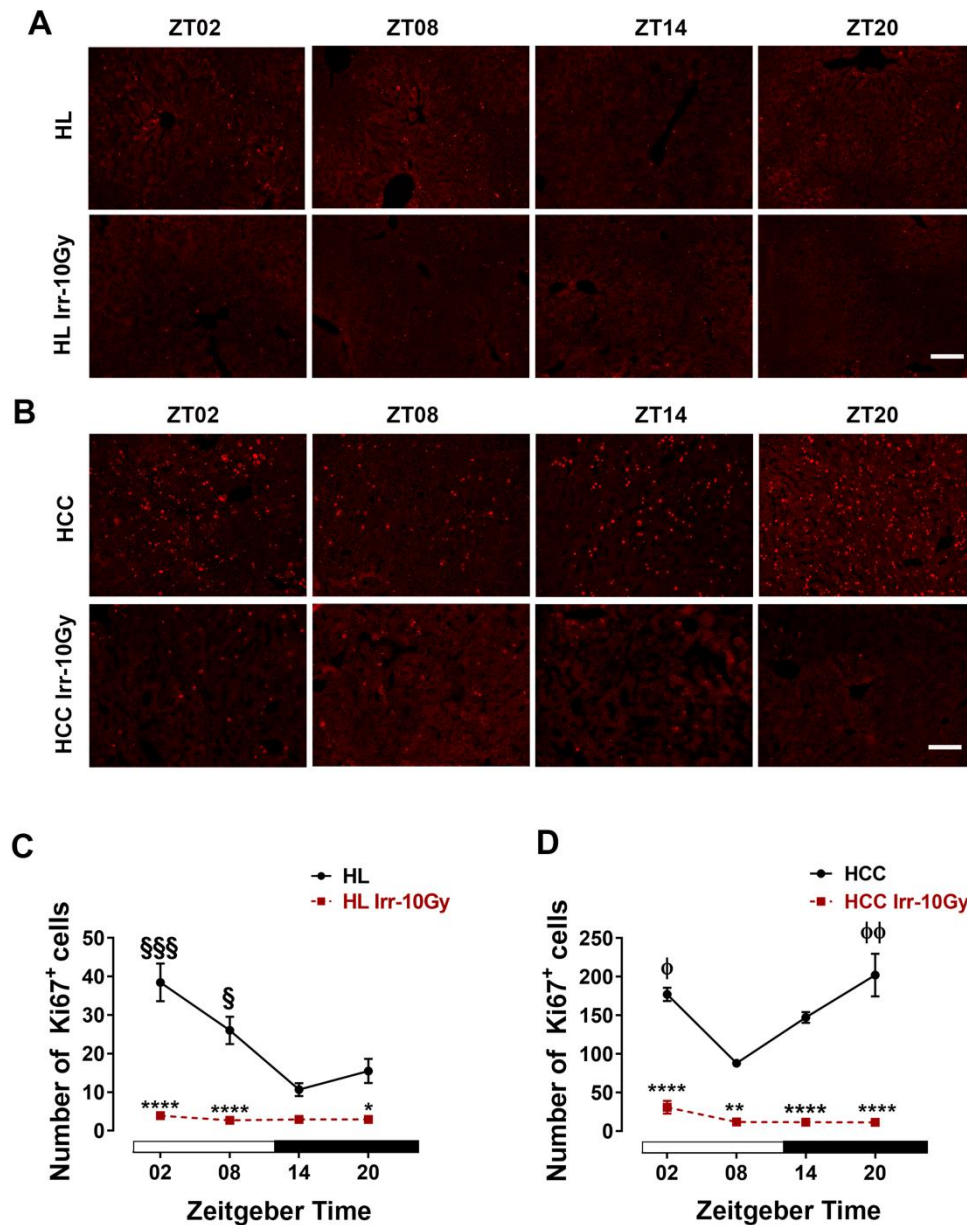 A
ZT02 ZT08 ZT14 ZT20
HL
HL Irr-10Gy
B
ZT02 ZT08 ZT14 ZT20
HCC
HCC Irr-10Gy
C
HL
HL Irr-10Gy
Number of Ki67+ cells
50
40
30
20
10
0
§§§
§
**** **** *
02 08 14 20
Zeitgeber Time
D
HCC
HCC Irr-10Gy
Number of Ki67+ cells
250
200
150
100
50
0
ϕ
ϕϕ
**** ** **** ****
02 08 14 20
Zeitgeber Time